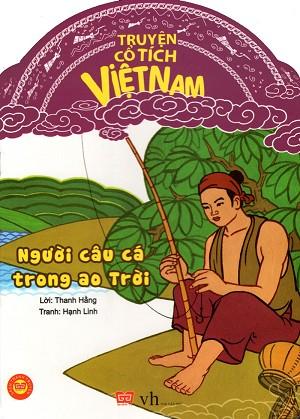 TRUYỆN
CỔ TÍCH
VIỆT NAM
Người câu cá
trong ao Trời
Lời: Thanh Hằng
Tranh: Hạnh Linh
vh